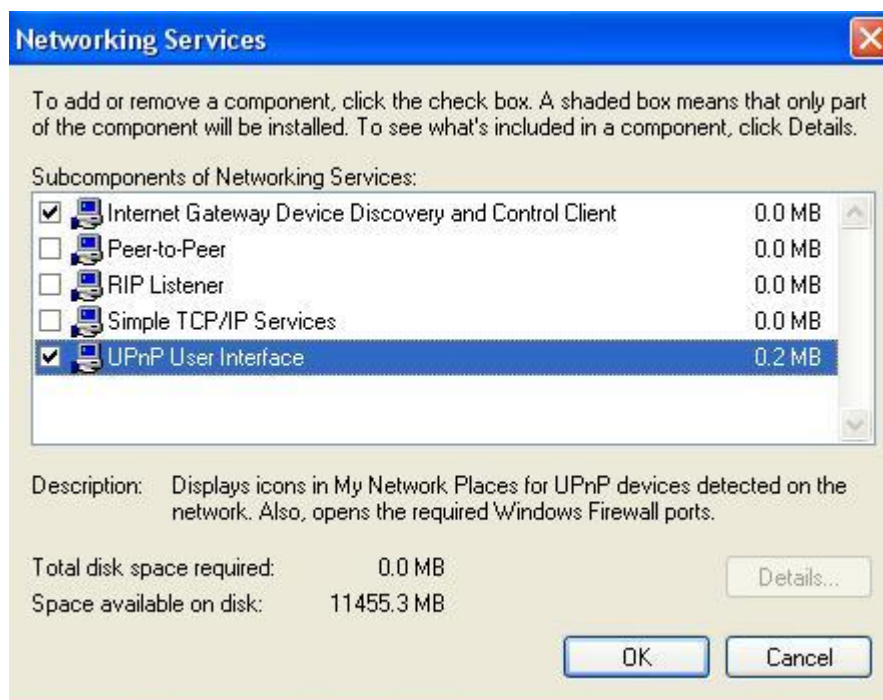 Networking Services
To add or remove a component, click the check box. A shaded box means that only part
of the component will be installed. To see what's included in a component, click Details.
Subcomponents of Networking Services:
Internet Gateway Device Discovery and Control Client 0.0 MB
Peer-to-Peer 0.0 MB
RIP Listener 0.0 MB
Simple TCP/IP Services 0.0 MB
UPnP User Interface 0.2 MB
Description: Displays icons in My Network Places for UPnP devices detected on the
network. Also, opens the required Windows Firewall ports.
Total disk space required: 0.0 MB
Details...
Space available on disk: 11455.3 MB
OK Cancel